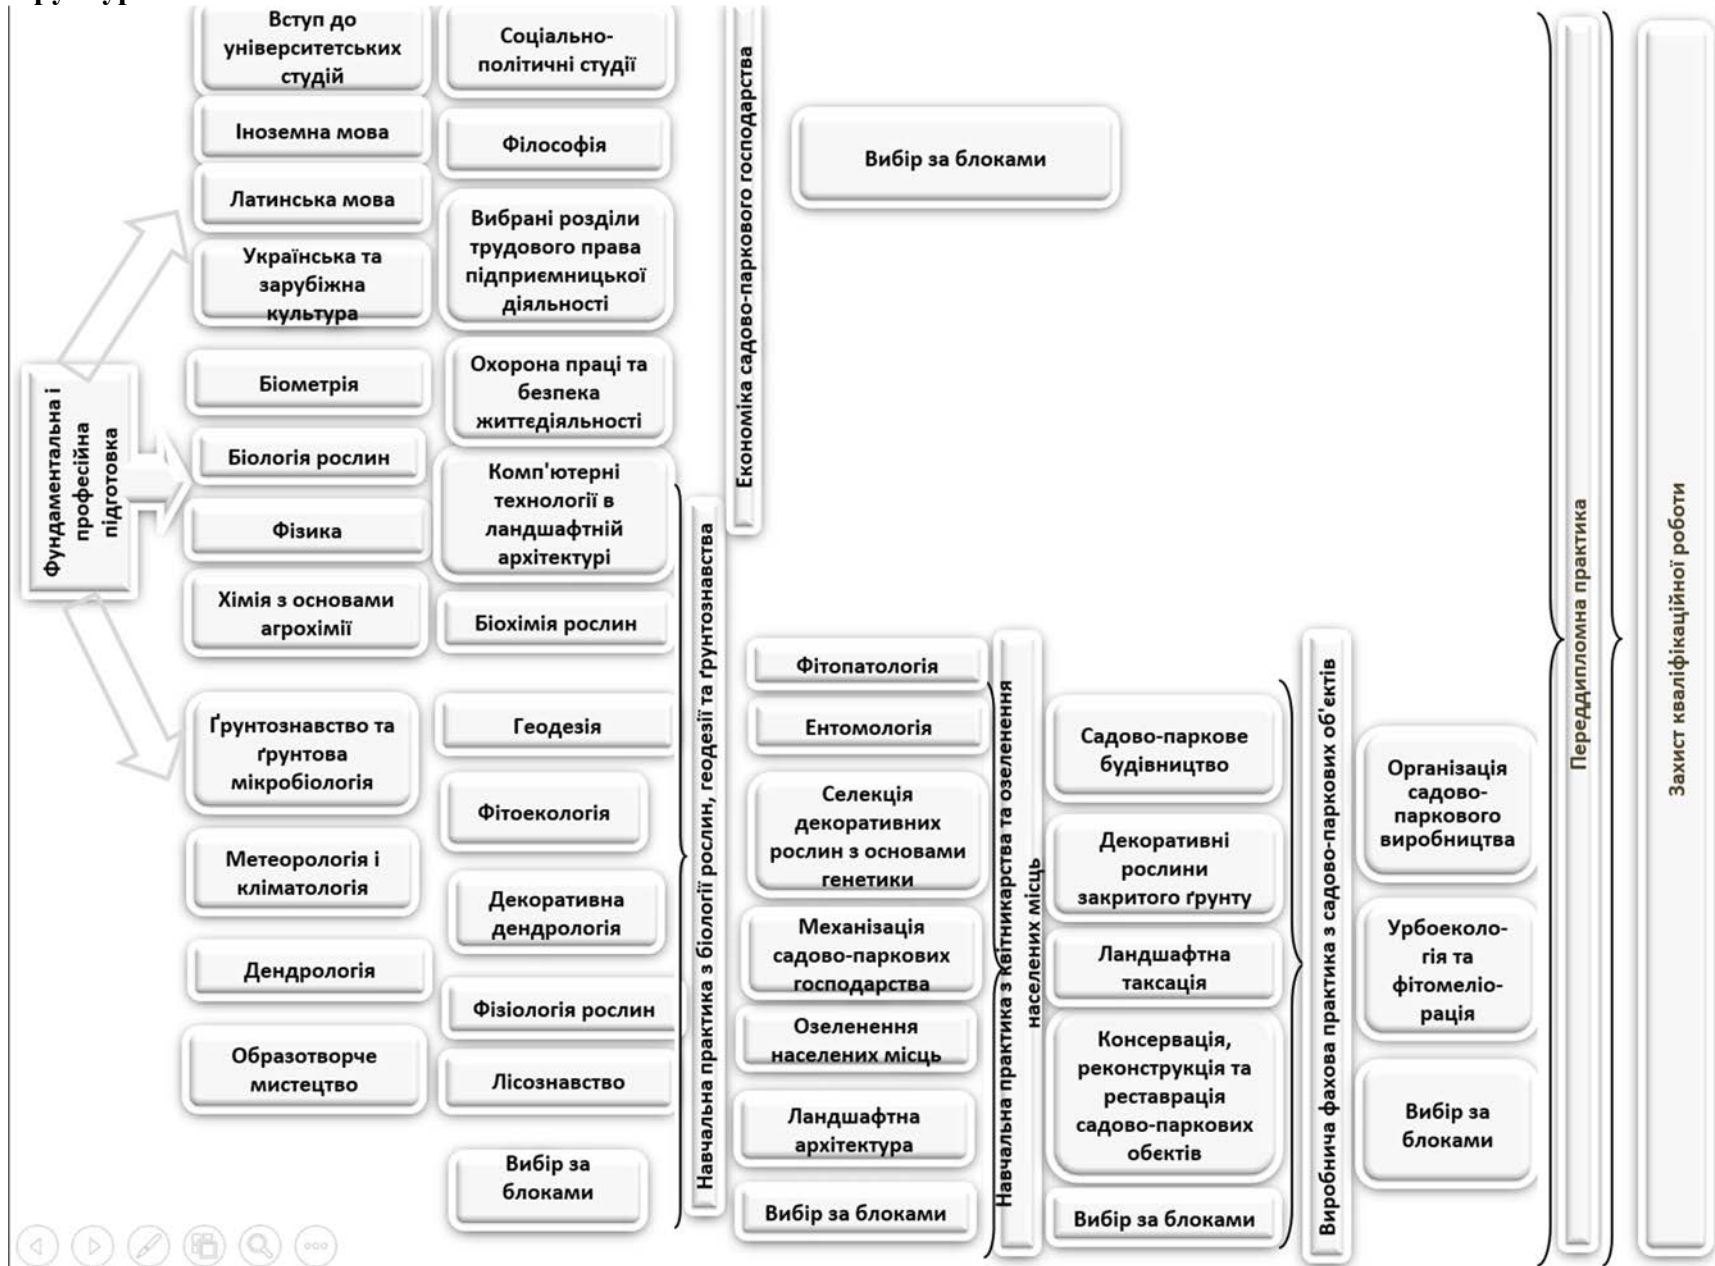 Вступ до
університетських
студій
Іноземна мова
Латинська мова
Українська та
зарубіжна
культура
Фундаментальна і
професійна
підготовка
Біометрія
Біологія рослин
Фізика
Хімія з основами
агрохімії
Ґрунтознавство та
ґрунтова
мікробіологія
Метеорологія і
кліматологія
Дендрологія
Образотворче
мистецтво
Соціально-
політичні студії
Філософія
Вибрані розділи
трудового права
підприємницької
діяльності
Охорона праці та
безпека
життєдіяльності
Комп'ютерні
технології в
ландшафтній
архітектурі
Біохімія рослин
Геодезія
Фітоекологія
Декоративна
дендрологія
Фізіологія рослин
Лісознавство
Вибір за
блоками
Навчальна практика з біології рослин, геодезії та ґрунтознавства
Економіка садово-паркового господарства
Вибір за блоками
Фітопатологія
Ентомологія
Селекція
декоративних
рослин з основами
генетики
Механізація
садово-паркових
господарства
Озеленення
населених місць
Ландшафтна
архітектура
Вибір за блоками
Навчальна практика з квітникарства та озеленення
населених місць
Садово-паркове
будівництво
Декоративні
рослини
закритого ґрунту
Ландшафтна
таксація
Консервація,
реконструкція та
реставрація
садово-паркових
обєктів
Вибір за блоками
Виробнича фахова практика з садово-паркових об'єктів
Організація
садово-
паркового
виробництва
Урбоеколо-
гія та
фітомеліо-
рація
Вибір за
блоками
Переддипломна практика
Захист кваліфікаційної роботи